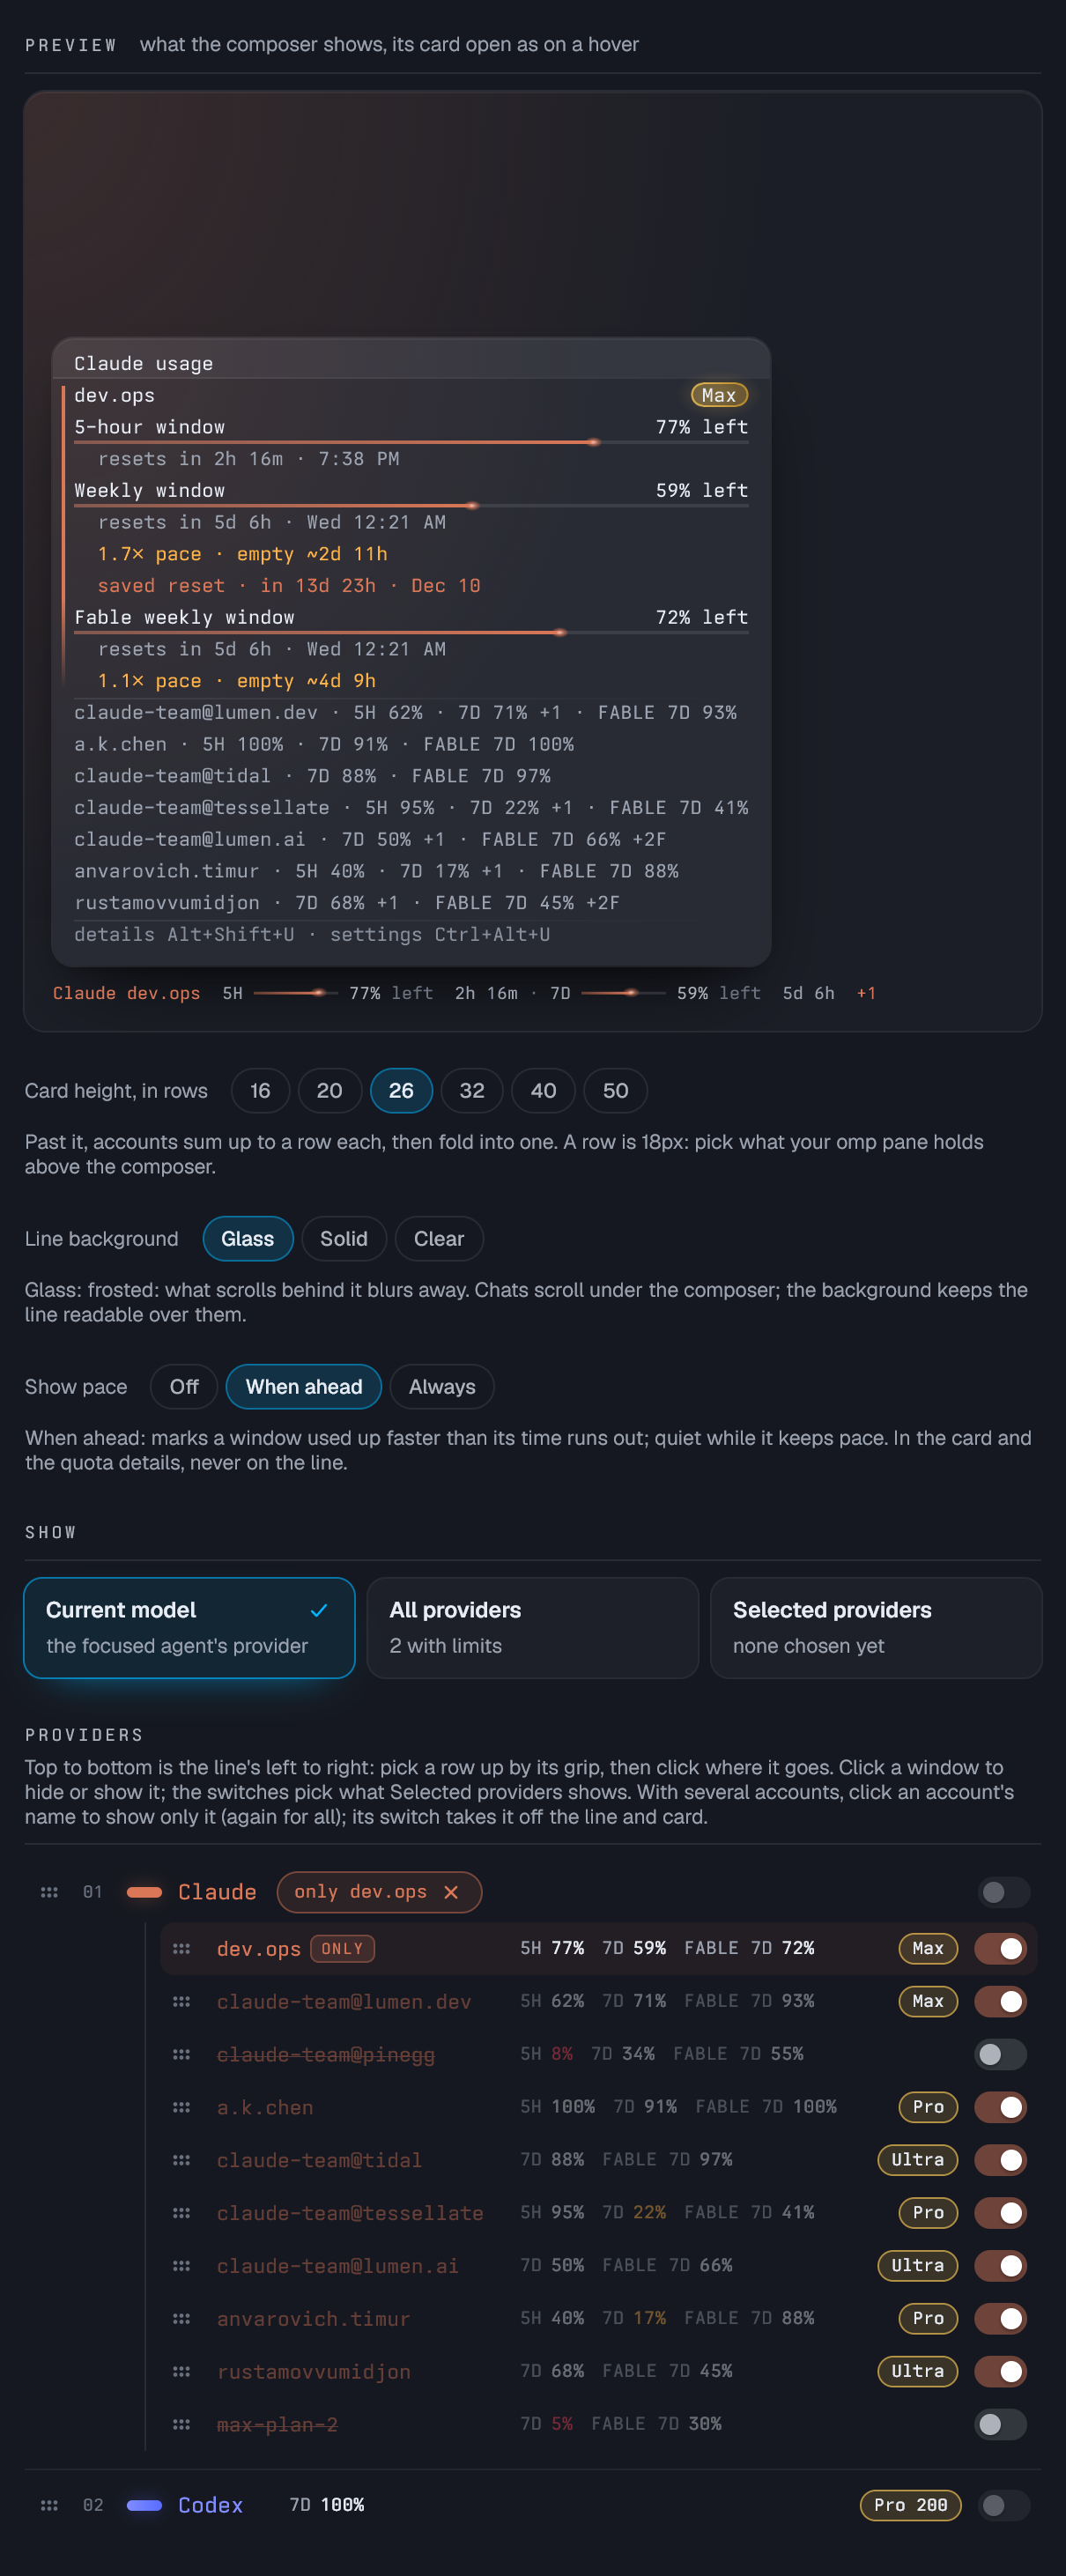 PREVIEW what the composer shows, its card open as on a hover
Claude usage
dev.ops Max
5-hour window 77% left
resets in 2h 16m · 7:38 PM
Weekly window 59% left
resets in 5d 6h · Wed 12:21 AM
1.7× pace · empty ~2d 11h
saved reset · in 13d 23h · Dec 10
Fable weekly window 72% left
resets in 5d 6h · Wed 12:21 AM
1.1× pace · empty ~4d 9h
claude-team@lumen.dev · 5H 62% · 7D 71% +1 · FABLE 7D 93%
a.k.chen · 5H 100% · 7D 91% · FABLE 7D 100%
claude-team@tidal · 7D 88% · FABLE 7D 97%
claude-team@tessellate · 5H 95% · 7D 22% +1 · FABLE 7D 41%
claude-team@lumen.ai · 7D 50% +1 · FABLE 7D 66% +2F
anvarovich.timur · 5H 40% · 7D 17% +1 · FABLE 7D 88%
rustamovvumidjon · 7D 68% +1 · FABLE 7D 45% +2F
details Alt+Shift+U · settings Ctrl+Alt+U
Claude dev.ops 5H 77% left 2h 16m · 7D 59% left 5d 6h +1
Card height, in rows 16 20 26 32 40 50
Past it, accounts sum up to a row each, then fold into one. A row is 18px: pick what your omp pane holds
above the composer.
Line background Glass Solid Clear
Glass: frosted: what scrolls behind it blurs away. Chats scroll under the composer; the background keeps the
line readable over them.
Show pace Off When ahead Always
When ahead: marks a window used up faster than its time runs out; quiet while it keeps pace. In the card and
the quota details, never on the line.
SHOW
Current model All providers Selected providers
the focused agent's provider 2 with limits none chosen yet
PROVIDERS
Top to bottom is the line's left to right: pick a row up by its grip, then click where it goes. Click a window to
hide or show it; the switches pick what Selected providers shows. With several accounts, click an account's
name to show only it (again for all); its switch takes it off the line and card.
01 Claude only dev.ops ✕
dev.ops ONLY 5H 77% 7D 59% FABLE 7D 72% Max
claude-team@lumen.dev 5H 62% 7D 71% FABLE 7D 93% Max
claude-team@pinegg 5H 8% 7D 34% FABLE 7D 55%
a.k.chen 5H 100% 7D 91% FABLE 7D 100% Pro
claude-team@tidal 7D 88% FABLE 7D 97% Ultra
claude-team@tessellate 5H 95% 7D 22% FABLE 7D 41% Pro
claude-team@lumen.ai 7D 50% FABLE 7D 66% Ultra
anvarovich.timur 5H 40% 7D 17% FABLE 7D 88% Pro
rustamovvumidjon 7D 68% FABLE 7D 45% Ultra
max-plan-2 7D 5% FABLE 7D 30%
02 Codex 7D 100% Pro 200